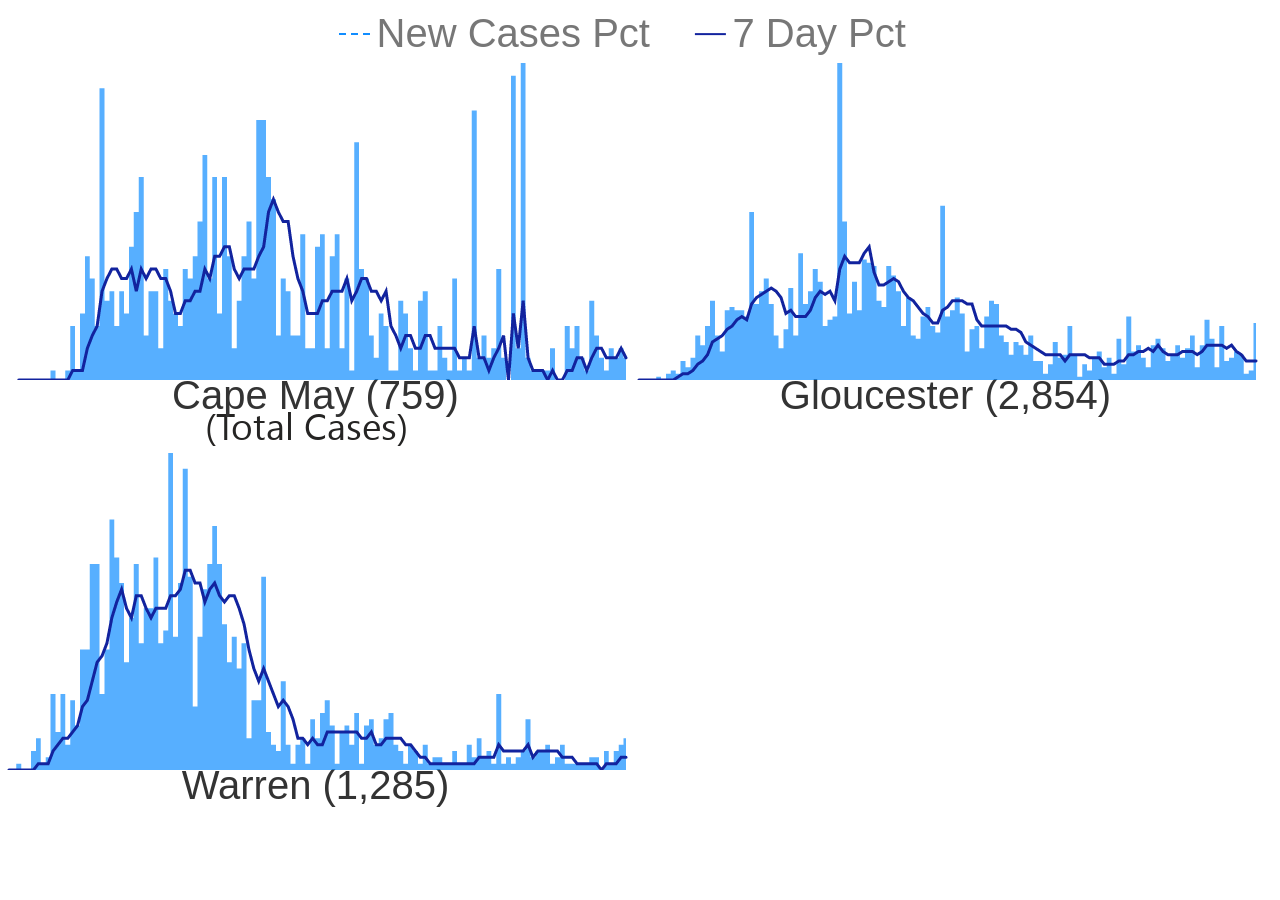 New Cases Pct 7 Day Pct
Cape May (759)
(Total Cases)
Gloucester (2,854)
Warren (1,285)